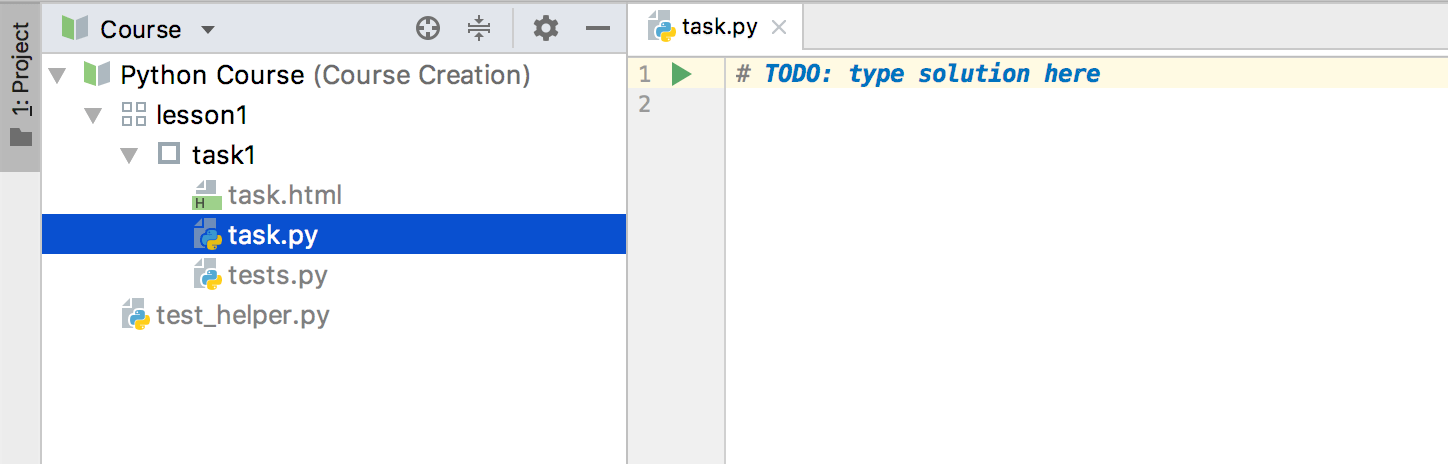 1: Project
Course
Python Course (Course Creation)
lesson1
task1
H task.html
task.py
tests.py
test_helper.py
task.py
1 # TODO: type solution here
2